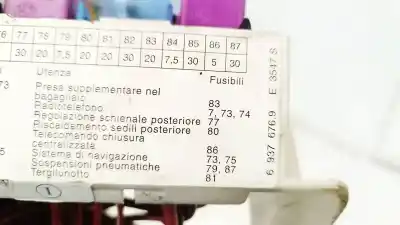 76 77 78 79 80 81 82 83 84 85 86 87
30 20 7,5 20 20 30 20 20 7,5 30 5 30
Utenza Fusibili
73 Presa supplementare nel
bagagliaio 83
Radiotelefono 7, 73, 74
Regolazione schienale posteriore 77
Riscaldamento sedili posteriore 80
Telecomando chiusura
centralizzata 86
Sistema di navigazione 73, 75
Sospensioni pneumatiche 79, 87
Tergilunotto 81
6 937 676.9 E 3547 S
N 1